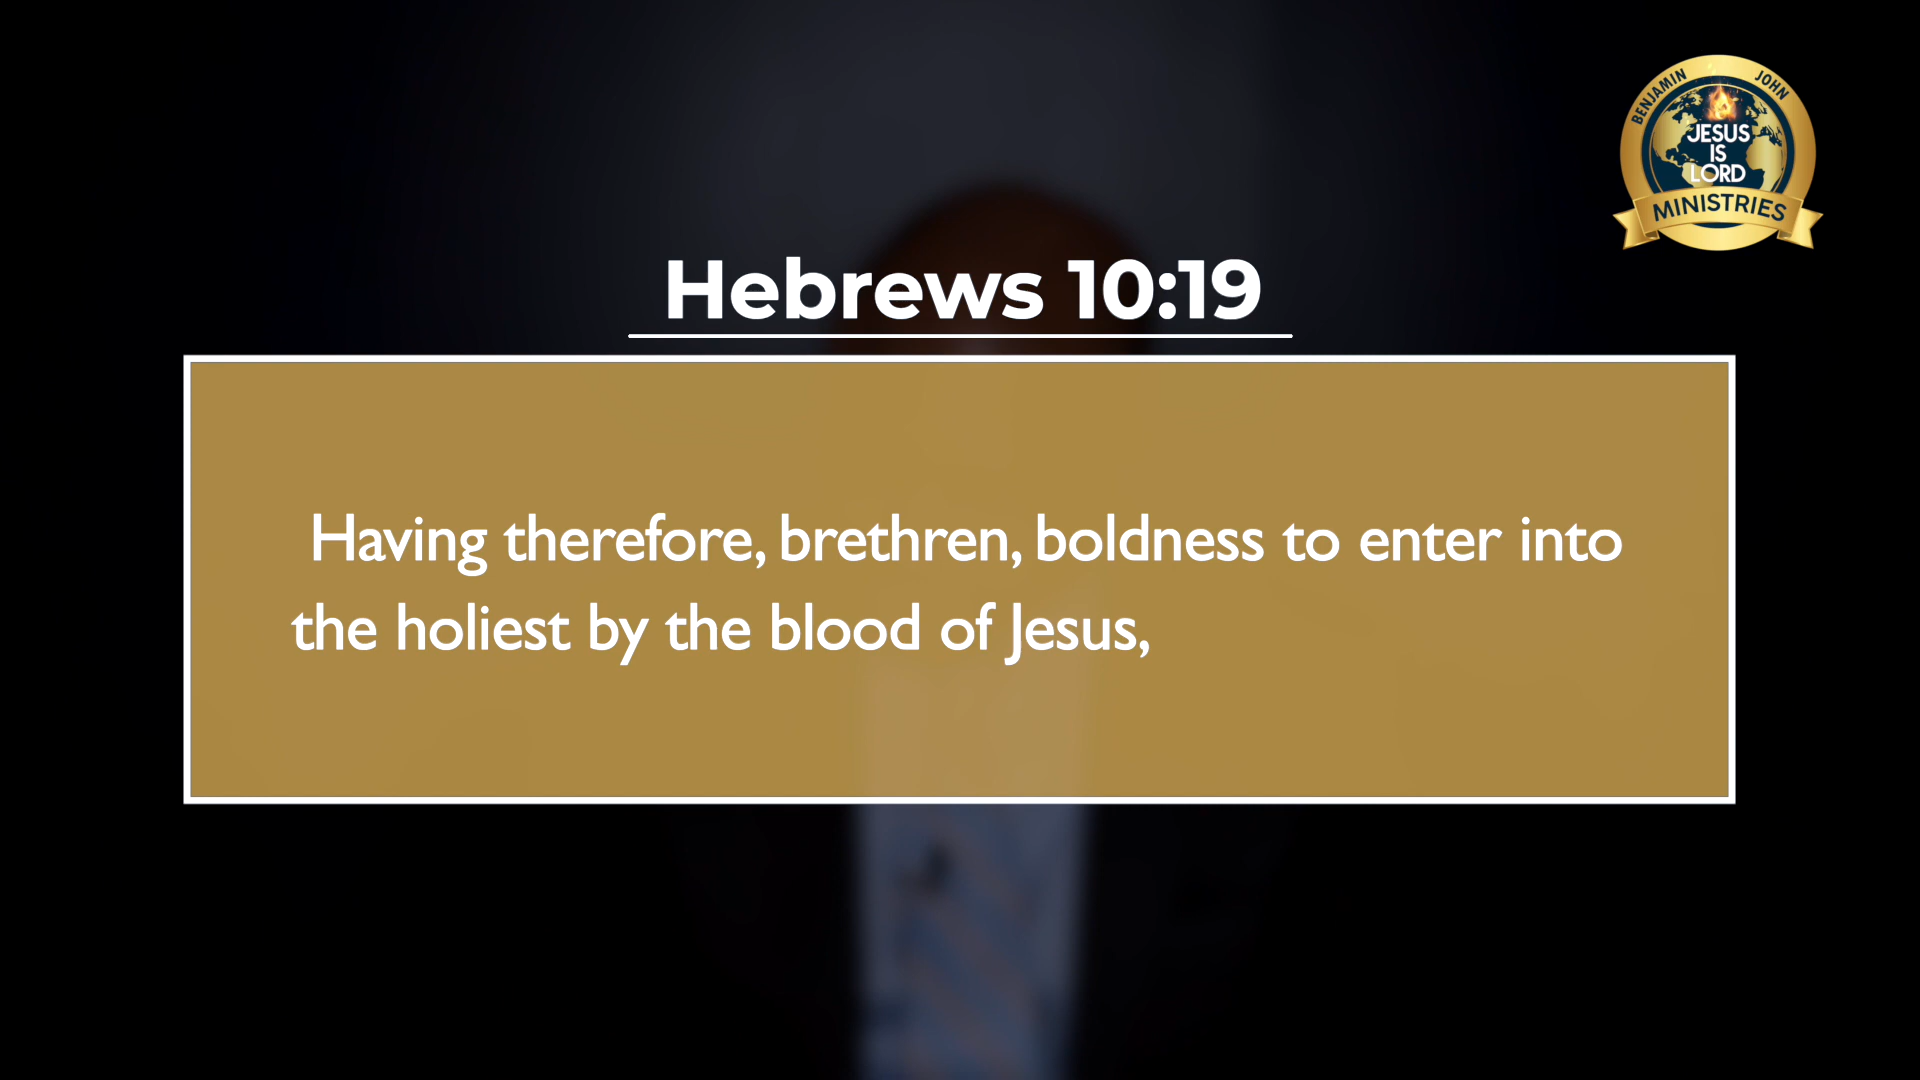 BENJAMIN JOHN
JESUS
IS
LORD
MINISTRIES
Hebrews 10:19
Having therefore, brethren, boldness to enter into
the holiest by the blood of Jesus,